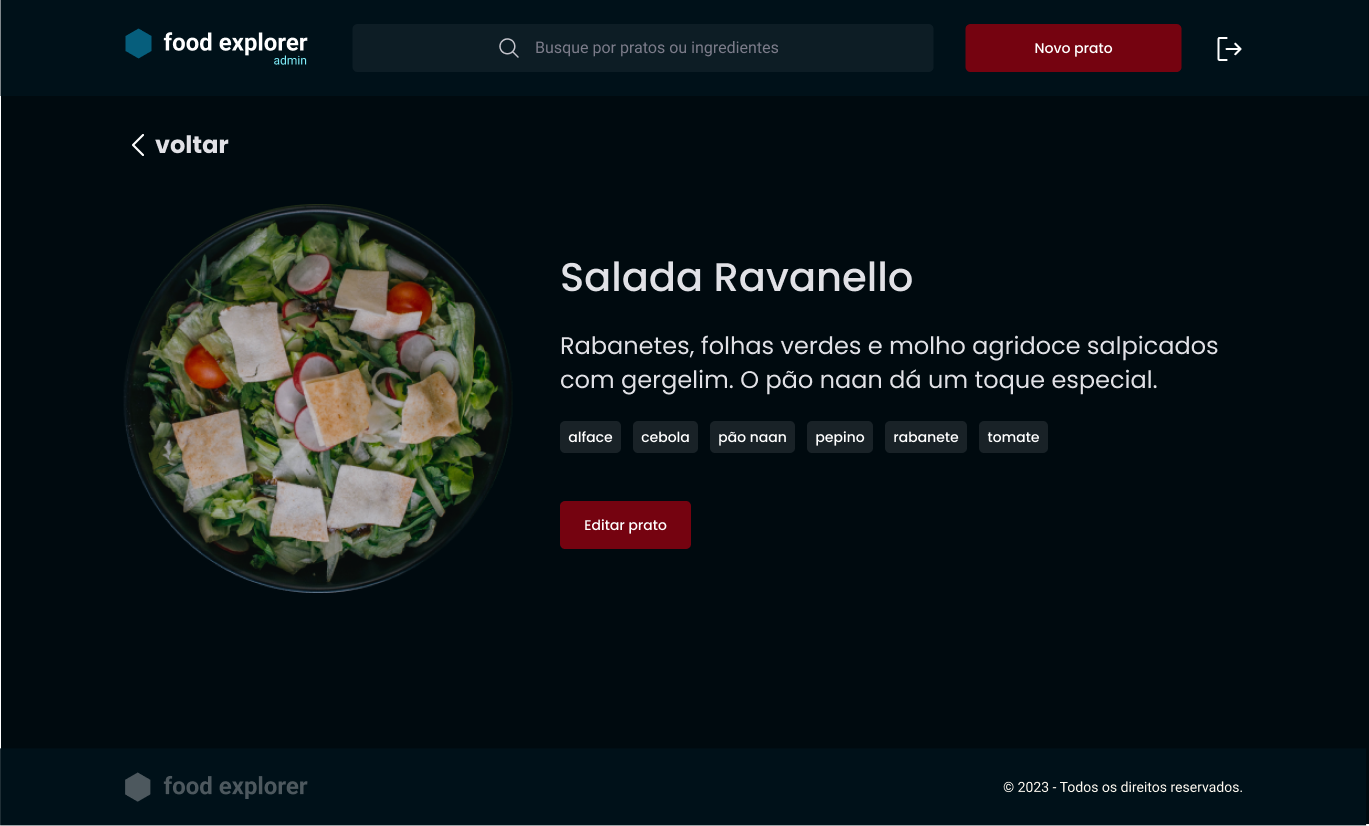 food explorer
admin
Busque por pratos ou ingredientes
Novo prato
voltar
Salada Ravanello
Rabanetes, folhas verdes e molho agridoce salpicados
com gergelim. O pão naan dá um toque especial.
alface cebola pão naan pepino rabanete tomate
Editar prato
food explorer
© 2023 - Todos os direitos reservados.